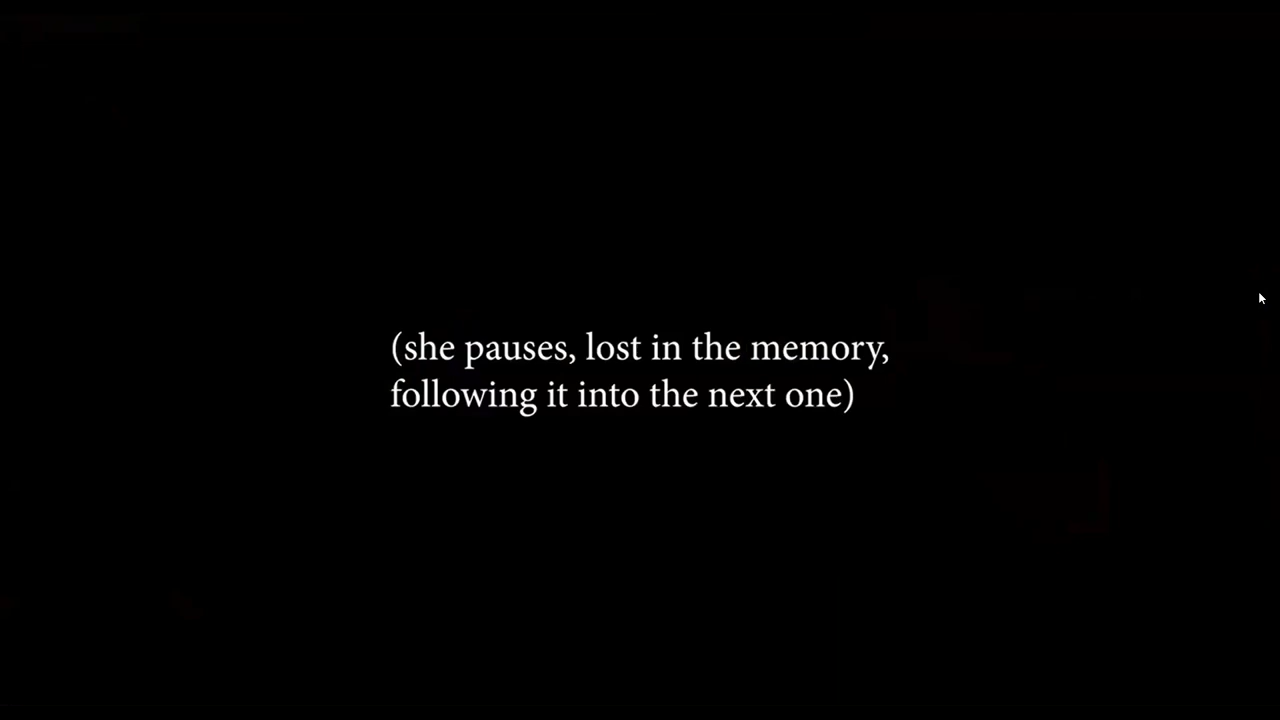 (she pauses, lost in the memory,
following it into the next one)